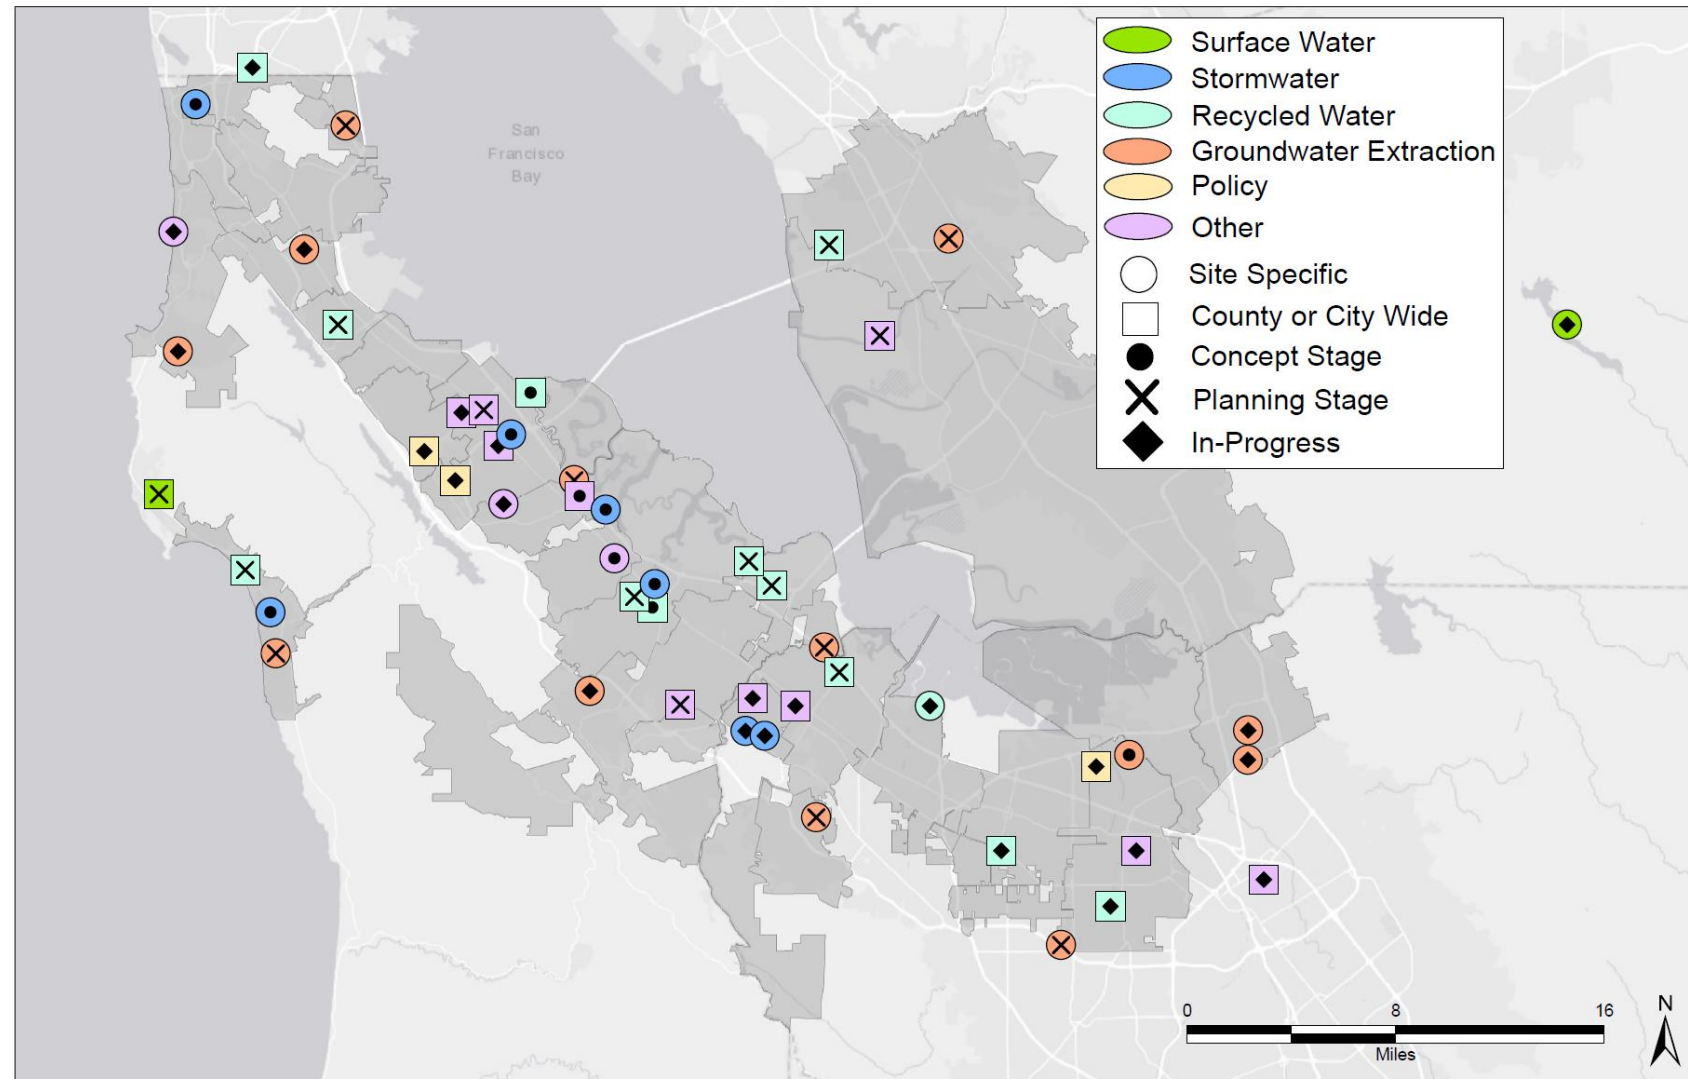 San
Francisco
Bay
Surface Water
Stormwater
Recycled Water
Groundwater Extraction
Policy
Other
Site Specific
County or City Wide
Concept Stage
Planning Stage
In-Progress
0 8 16
Miles
N